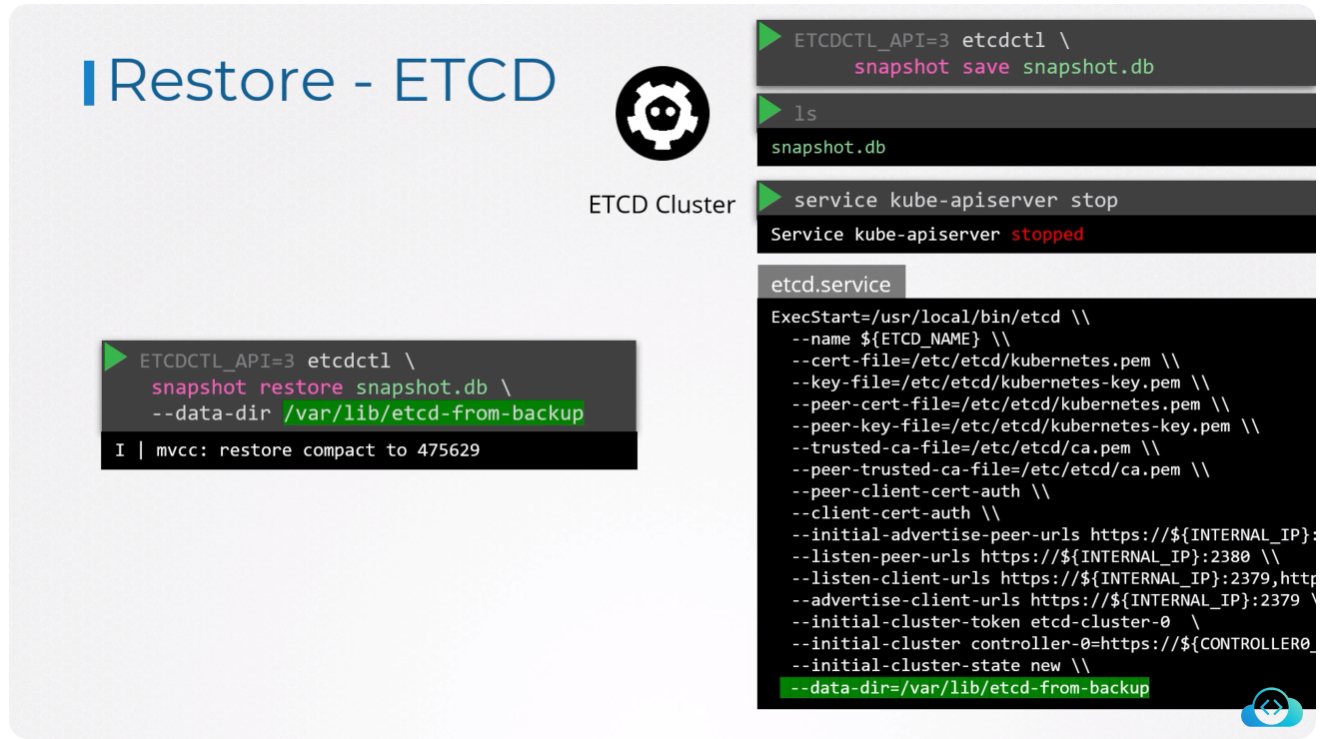 Restore - ETCD
ETCD Cluster
ETCDCTL_API=3 etcdctl \
snapshot save snapshot.db
ls
snapshot.db
service kube-apiserver stop
Service kube-apiserver stopped
etcd.service
ExecStart=/usr/local/bin/etcd \\
--name ${ETCD_NAME} \\
--cert-file=/etc/etcd/kubernetes.pem \\
--key-file=/etc/etcd/kubernetes-key.pem \\
--peer-cert-file=/etc/etcd/kubernetes.pem \\
--peer-key-file=/etc/etcd/kubernetes-key.pem \\
--trusted-ca-file=/etc/etcd/ca.pem \\
--peer-trusted-ca-file=/etc/etcd/ca.pem \\
--peer-client-cert-auth \\
--client-cert-auth \\
--initial-advertise-peer-urls https://${INTERNAL_IP}:
--listen-peer-urls https://${INTERNAL_IP}:2380 \\
--listen-client-urls https://${INTERNAL_IP}:2379,http
--advertise-client-urls https://${INTERNAL_IP}:2379 \
--initial-cluster-token etcd-cluster-0 \
--initial-cluster controller-0=https://${CONTROLLER0_
--initial-cluster-state new \\
--data-dir=/var/lib/etcd-from-backup
ETCDCTL_API=3 etcdctl \
snapshot restore snapshot.db \
--data-dir /var/lib/etcd-from-backup
I | mvcc: restore compact to 475629